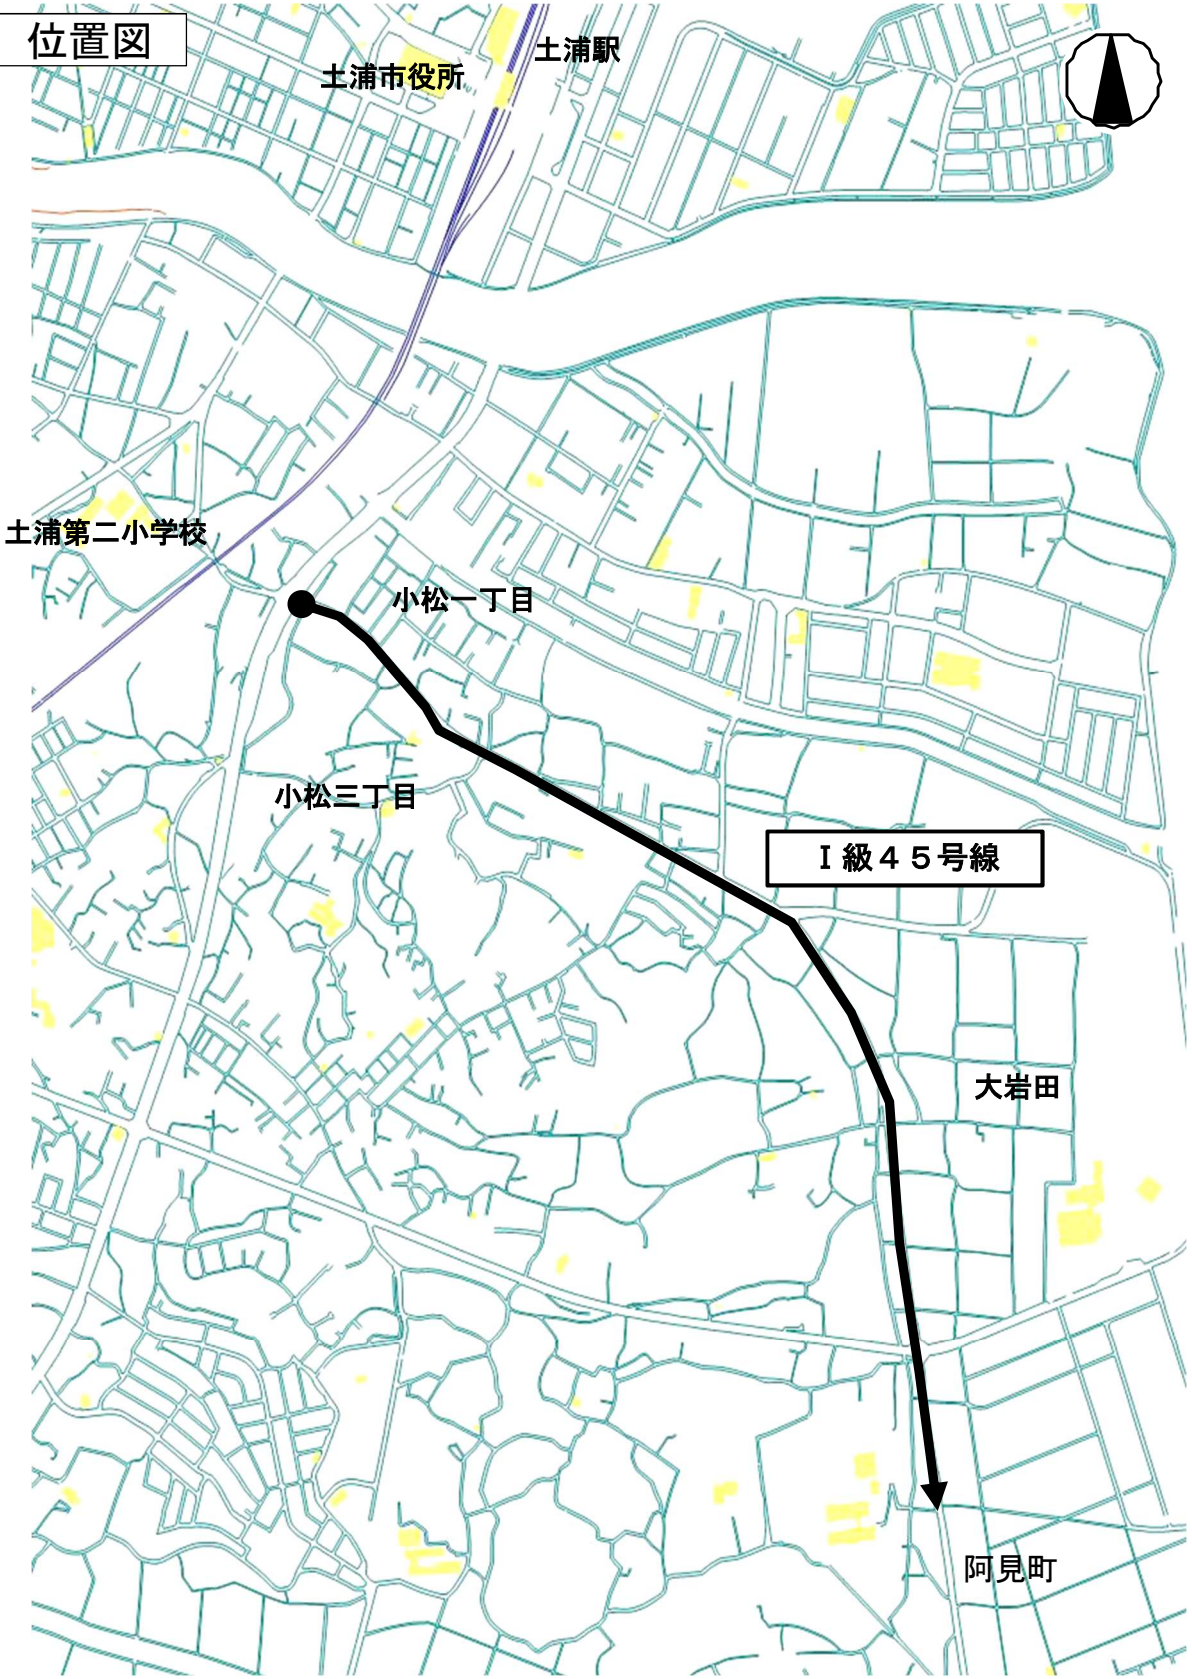 位置図
土浦駅
土浦市役所
土浦第二小学校
小松一丁目
小松三丁目
Ⅰ級４５号線
大岩田
阿見町